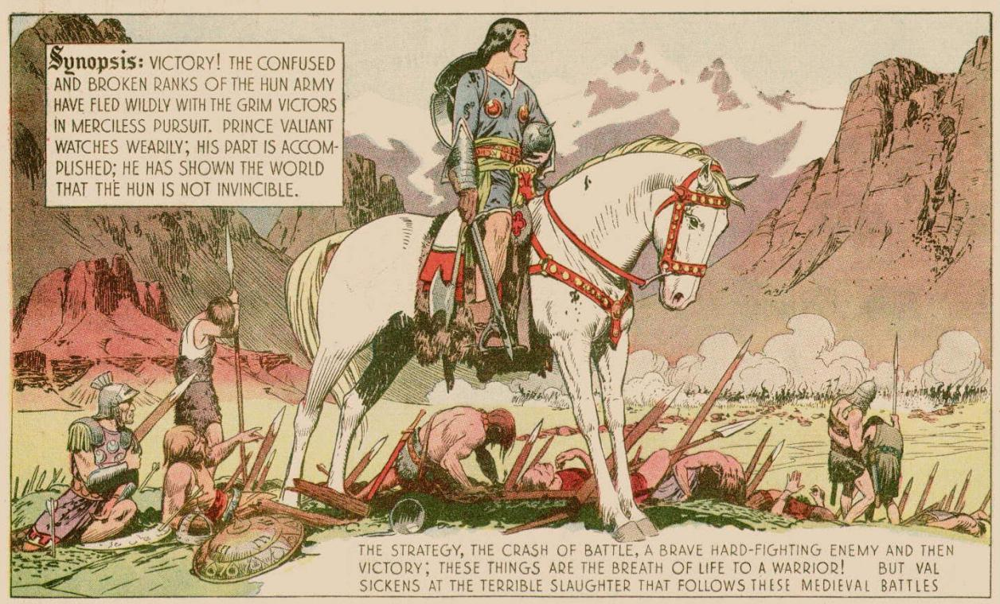 Synopsis: VICTORY! THE CONFUSED
AND BROKEN RANKS OF THE HUN ARMY
HAVE FLED WILDLY WITH THE GRIM VICTORS
IN MERCILESS PURSUIT. PRINCE VALIANT
WATCHES WEARILY; HIS PART IS ACCOM-
PLISHED; HE HAS SHOWN THE WORLD
THAT THE HUN IS NOT INVINCIBLE.
THE STRATEGY, THE CRASH OF BATTLE, A BRAVE HARD-FIGHTING ENEMY AND THEN
VICTORY; THESE THINGS ARE THE BREATH OF LIFE TO A WARRIOR! BUT VAL
SICKENS AT THE TERRIBLE SLAUGHTER THAT FOLLOWS THESE MEDIEVAL BATTLES